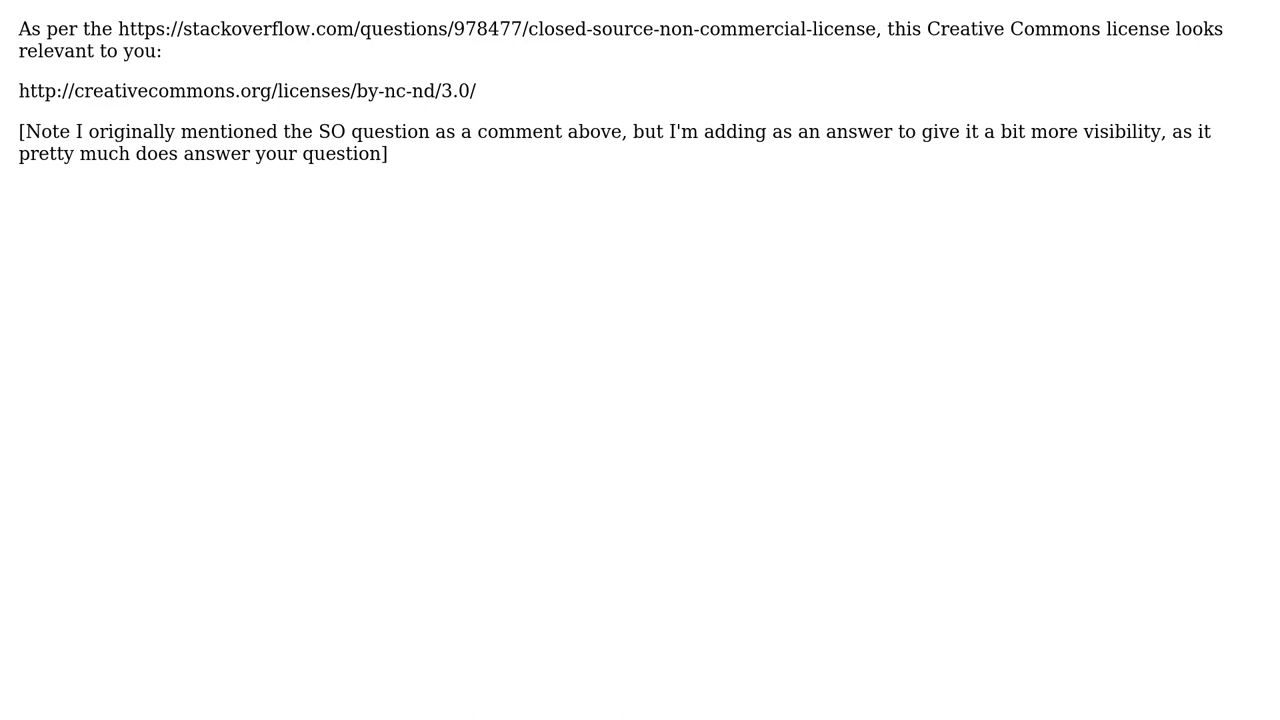 As per the https://stackoverflow.com/questions/978477/closed-source-non-commercial-license, this Creative Commons license looks
relevant to you:
http://creativecommons.org/licenses/by-nc-nd/3.0/
[Note I originally mentioned the SO question as a comment above, but I'm adding as an answer to give it a bit more visibility, as it
pretty much does answer your question]